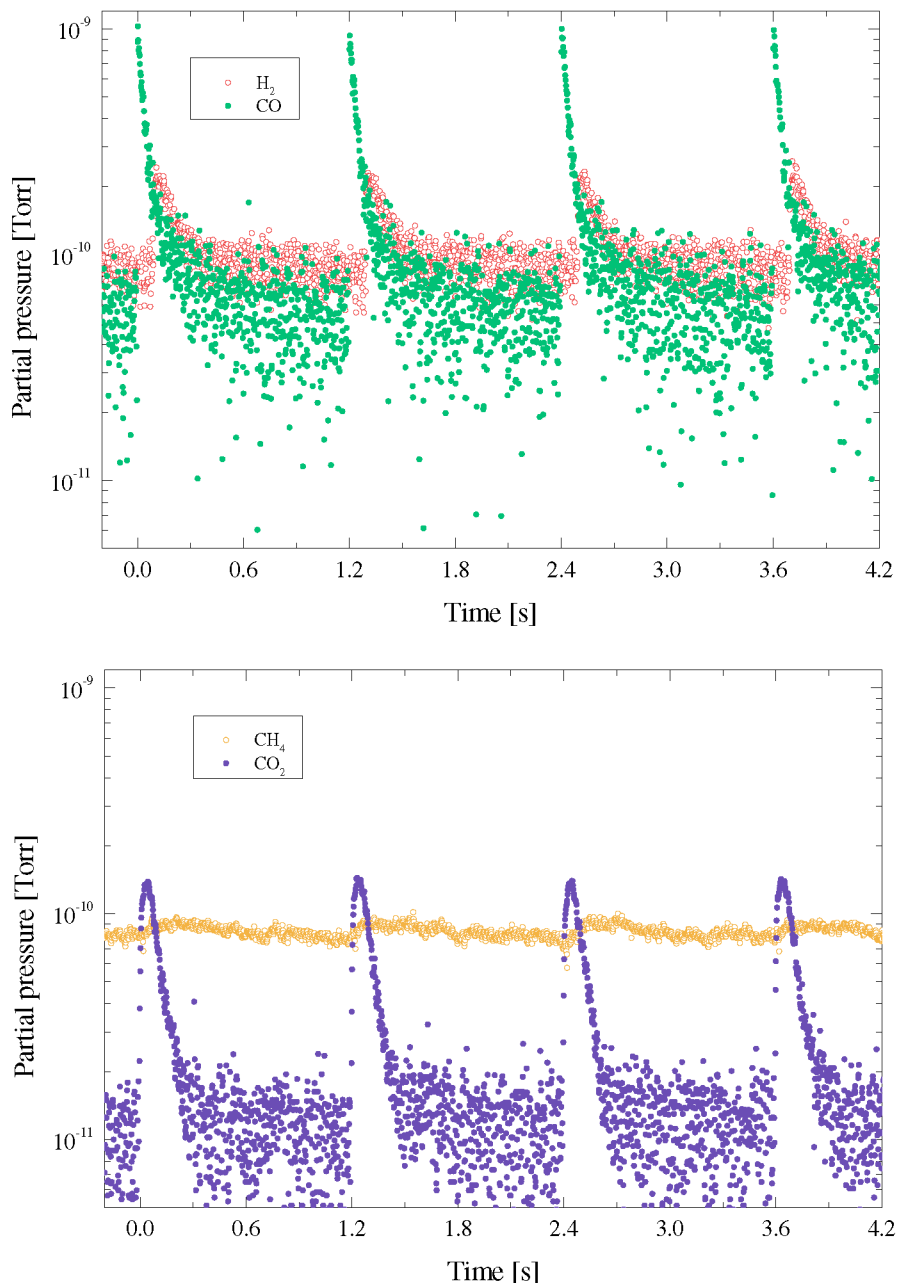 10⁻⁹
H₂
CO
10⁻¹⁰
10⁻¹¹
Partial pressure [Torr]
0.0 0.6 1.2 1.8 2.4 3.0 3.6 4.2
Time [s]
10⁻⁹
CH₄
CO₂
10⁻¹⁰
10⁻¹¹
Partial pressure [Torr]
0.0 0.6 1.2 1.8 2.4 3.0 3.6 4.2
Time [s]